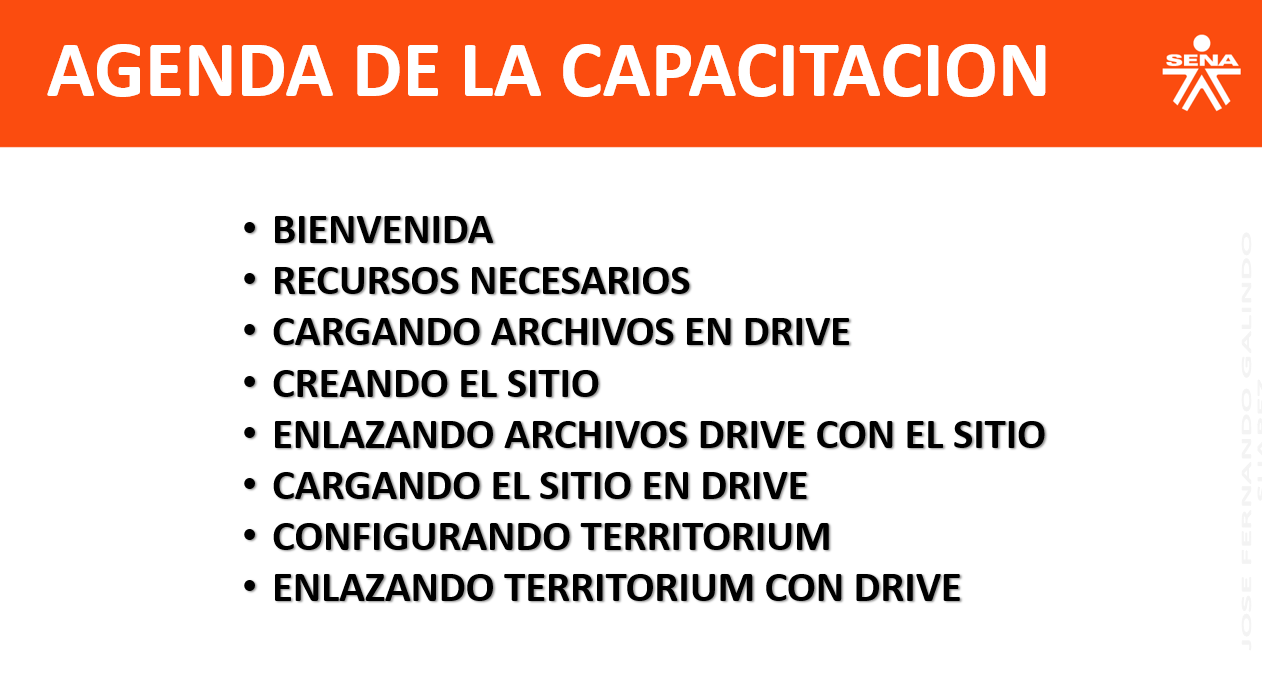 AGENDA DE LA CAPACITACION
SENA
• BIENVENIDA
• RECURSOS NECESARIOS
• CARGANDO ARCHIVOS EN DRIVE
• CREANDO EL SITIO
• ENLAZANDO ARCHIVOS DRIVE CON EL SITIO
• CARGANDO EL SITIO EN DRIVE
• CONFIGURANDO TERRITORIUM
• ENLAZANDO TERRITORIUM CON DRIVE
JOSE FERNANDO GALINDO